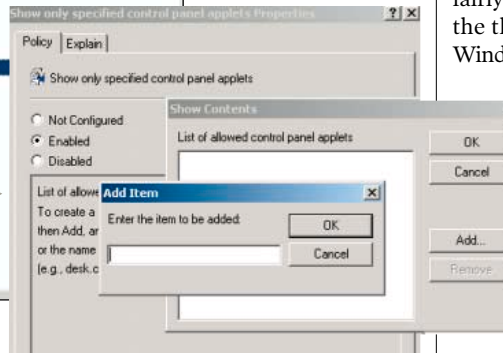 fairly
the th
Wind
Show only specified control panel applets Properties
Policy
Explain
Show only specified control panel applets
Not Configured
Enabled
Disabled
List of allowe
To create a
then Add, ar
or the name
(e.g., desk.c
Show Contents
List of allowed control panel applets
OK
Cancel
Add...
Remove
Add Item
Enter the item to be added:
OK
Cancel